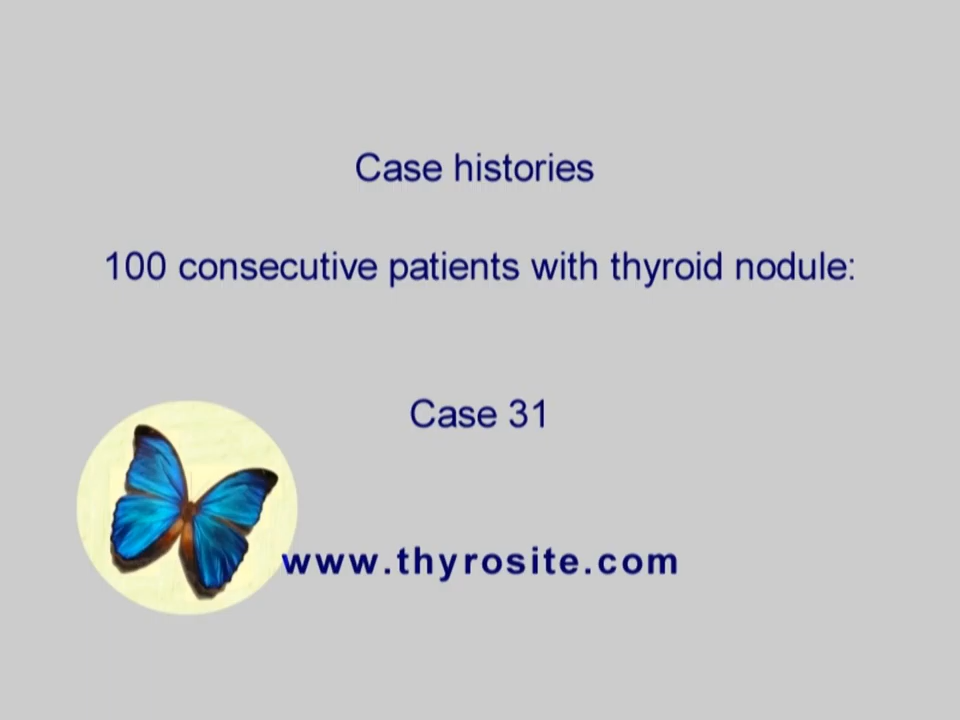 Case histories
100 consecutive patients with thyroid nodule:
Case 31
www.thyrosite.com